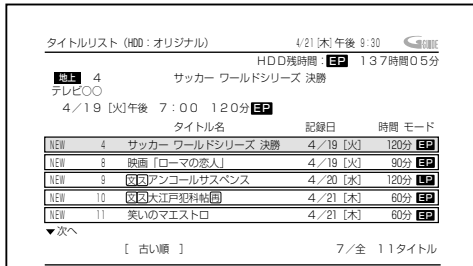 タイトルリスト（HDD：オリジナル） 4/21［木］午後 9：30 GGUIDE
HDD残時間：EP 137時間05分
地上 4 サッカー ワールドシリーズ 決勝
テレビ○○
4／19［火］午後 7：00 120分EP
タイトル名 記録日 時間 モード
NEW 4 サッカー ワールドシリーズ 決勝 4／19［火］ 120分 EP
NEW 8 映画「ローマの恋人」 4／19［火］ 90分 EP
NEW 9 文スアンコールサスペンス 4／20［水］ 120分 LP
NEW 10 文ス大江戸犯科帖再 4／21［木］ 60分 EP
NEW 11 笑いのマエストロ 4／21［木］ 60分 EP
▼次へ
［ 古い順 ］ 7／全 11タイトル